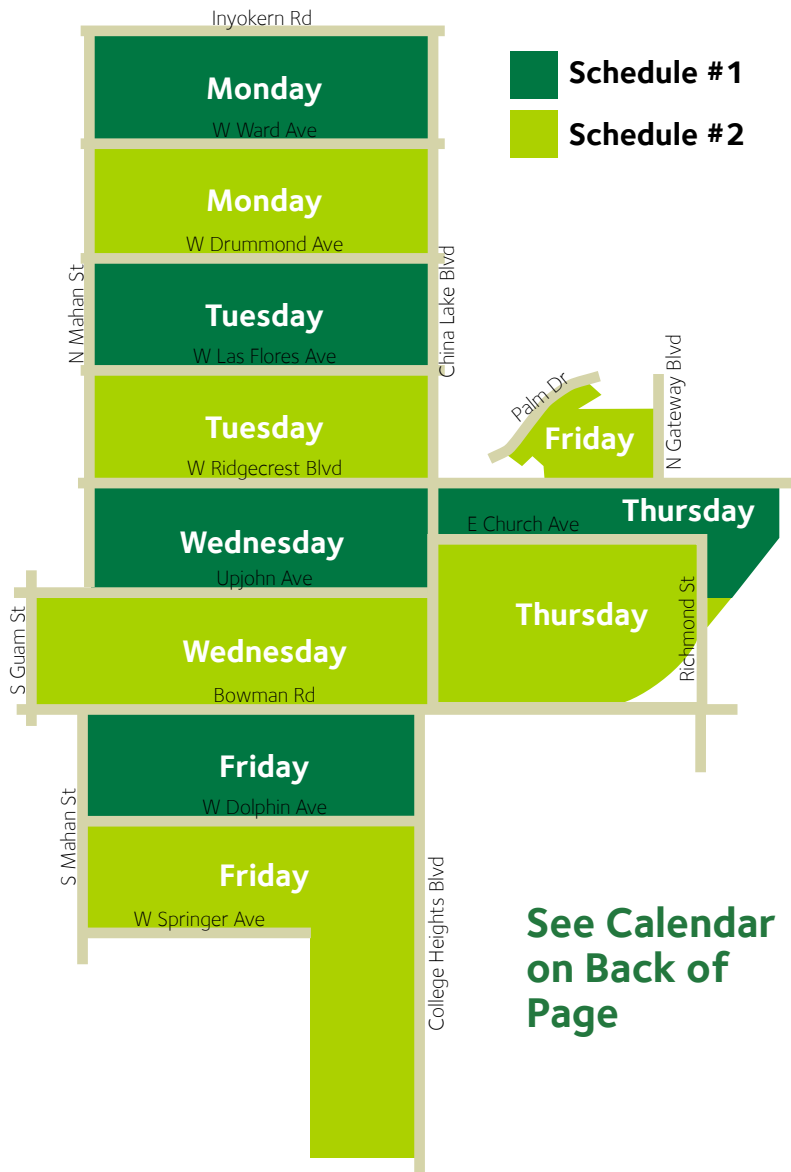 Inyokern Rd
Monday
W Ward Ave
Schedule #1
Schedule #2
Monday
W Drummond Ave
N Mahan St
China Lake Blvd
Tuesday
W Las Flores Ave
Palm Dr
N Gateway Blvd
Tuesday
Friday
W Ridgecrest Blvd
Thursday
E Church Ave
Wednesday
Upjohn Ave
S Guam St
Thursday
Richmond St
Wednesday
Bowman Rd
Friday
W Dolphin Ave
S Mahan St
Friday
W Springer Ave
College Heights Blvd
See Calendar
on Back of
Page